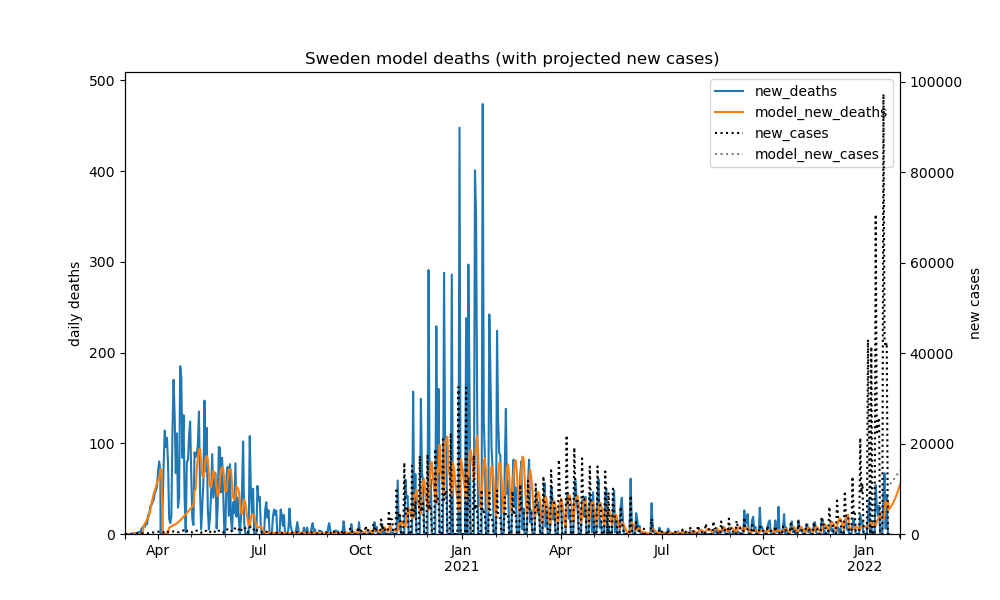 Sweden model deaths (with projected new cases)
500
400
300
200
100
0
daily deaths
100000
80000
60000
40000
20000
0
new cases
new_deaths
model_new_deaths
new_cases
model_new_cases
Apr
Jul
Oct
Jan
2021
Apr
Jul
Oct
Jan
2022